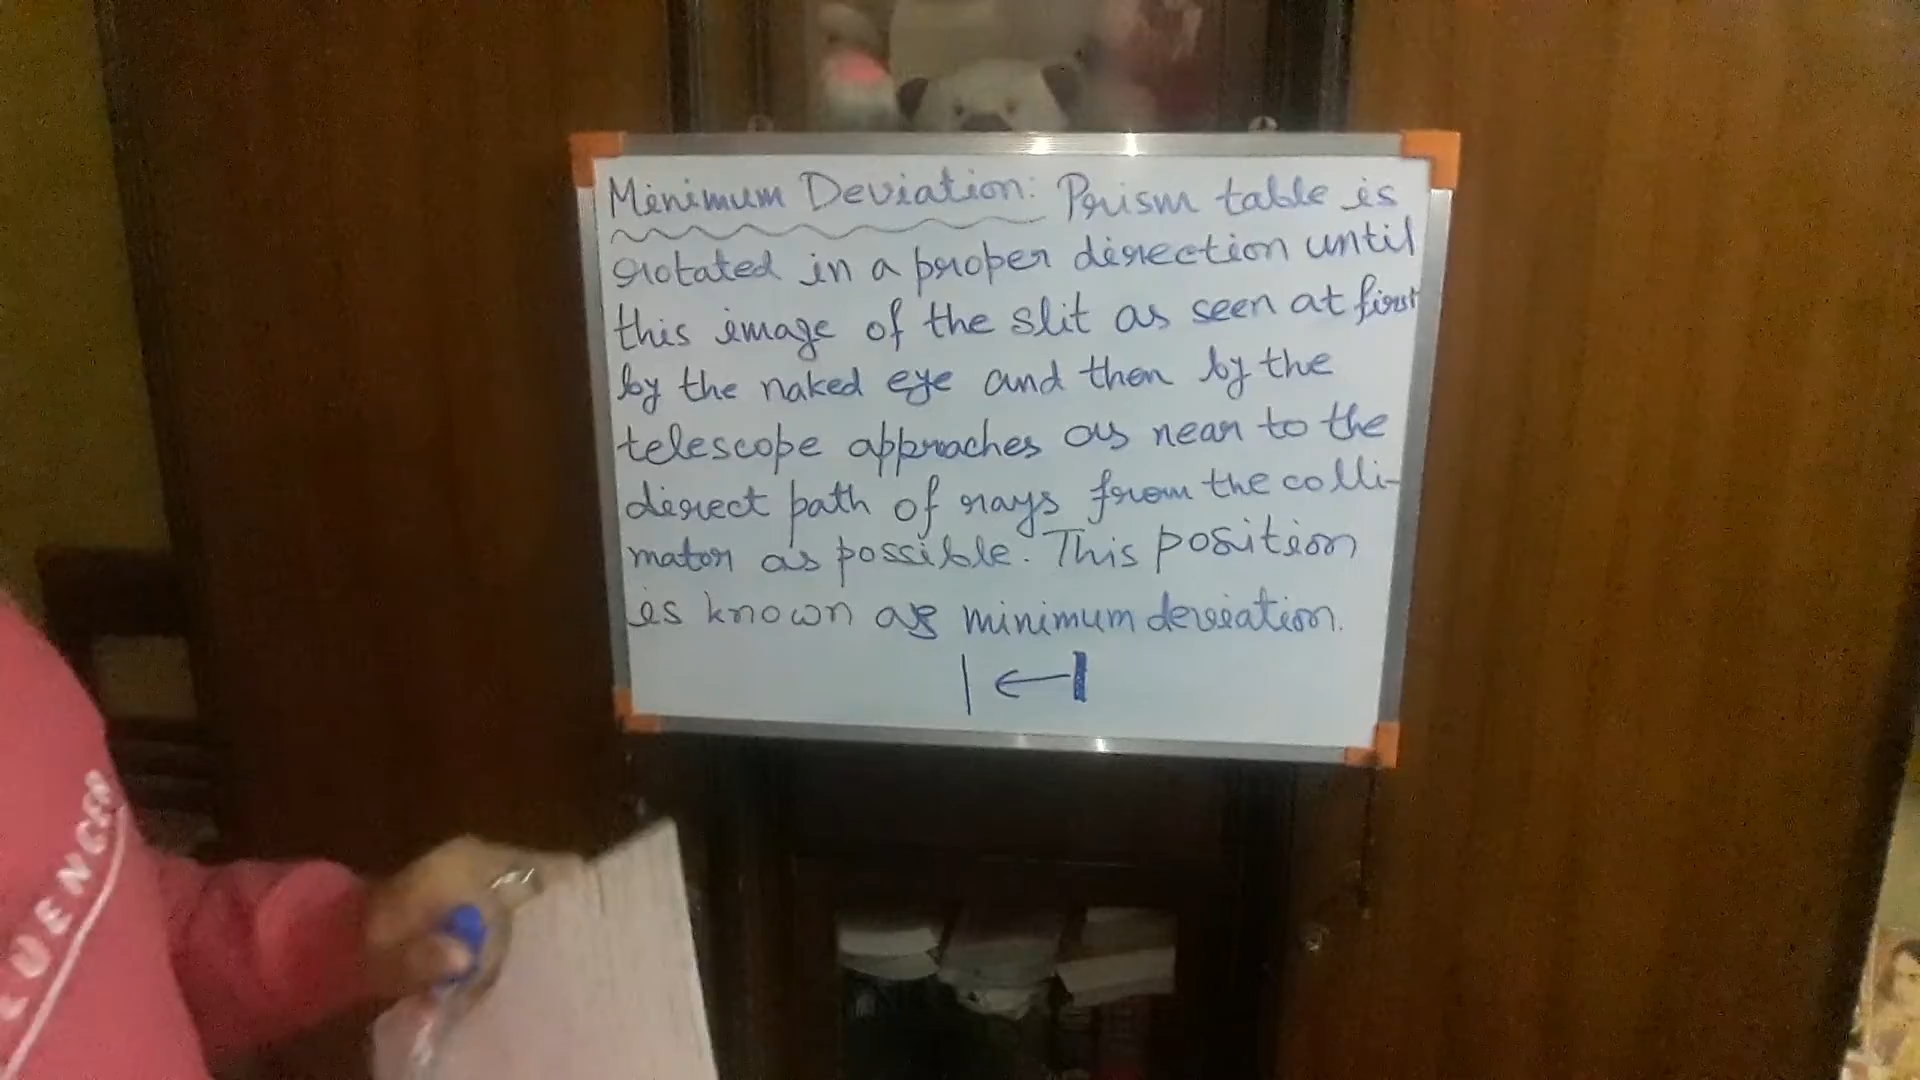 Minimum Deviation: Prism table is
rotated in a proper direction until
this image of the slit as seen at first
by the naked eye and then by the
telescope approaches as near to the
direct path of rays from the colli-
mator as possible. This position
is known as minimum deviation.
UENCER